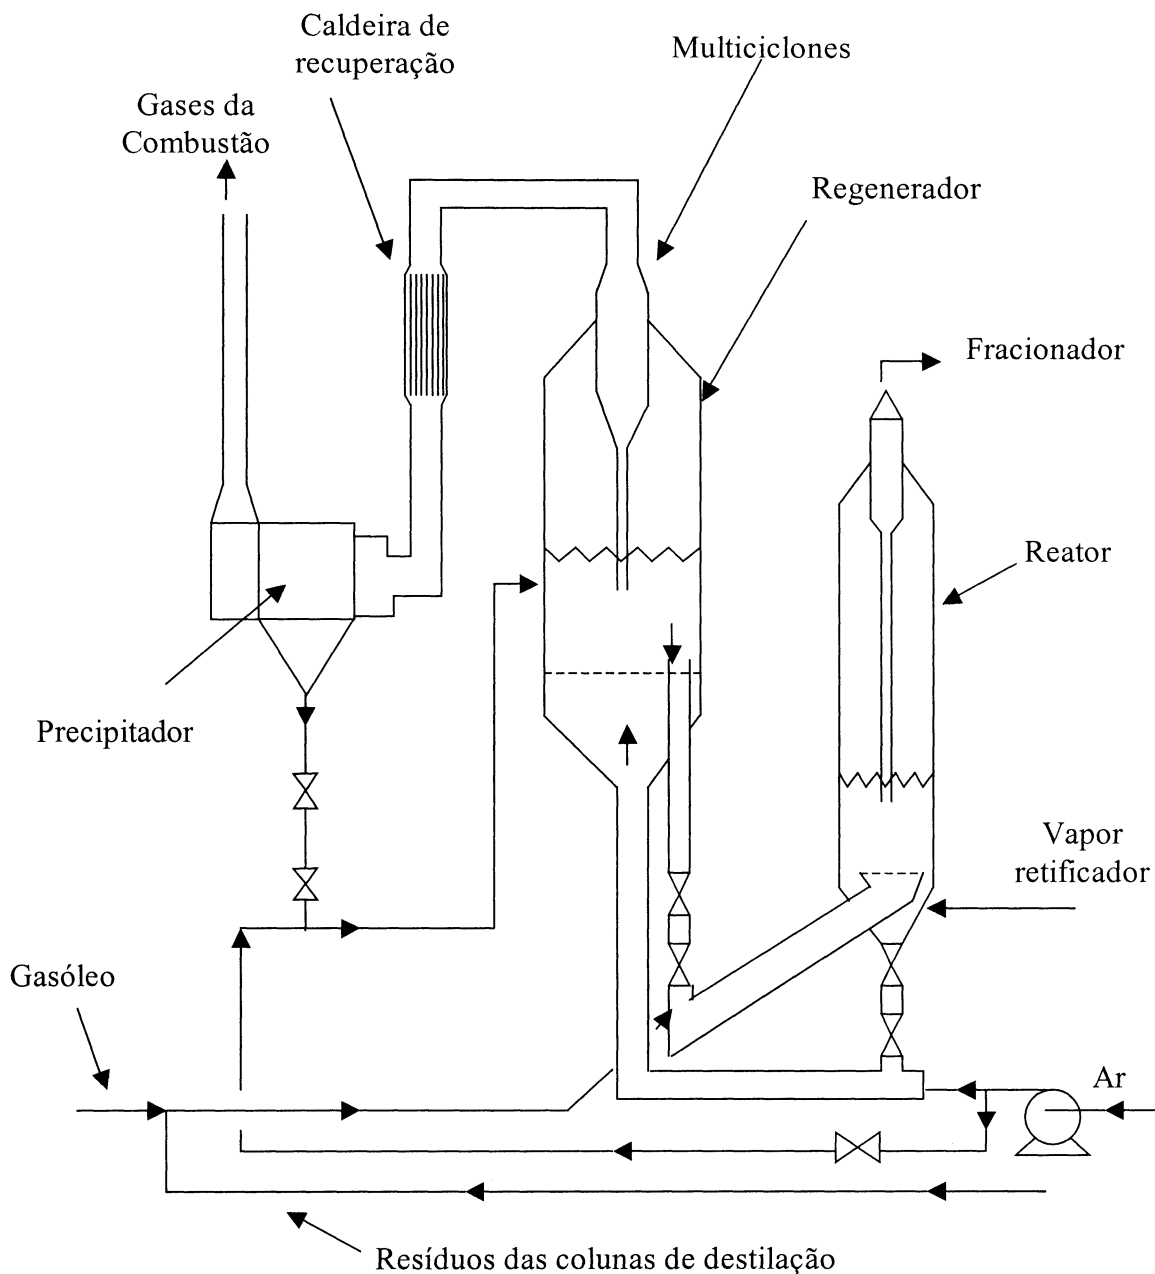 Caldeira de
recuperação
Multiciclones
Gases da
Combustão
Regenerador
Fracionador
Reator
Precipitador
Vapor
retificador
Gasóleo
Ar
Resíduos das colunas de destilação